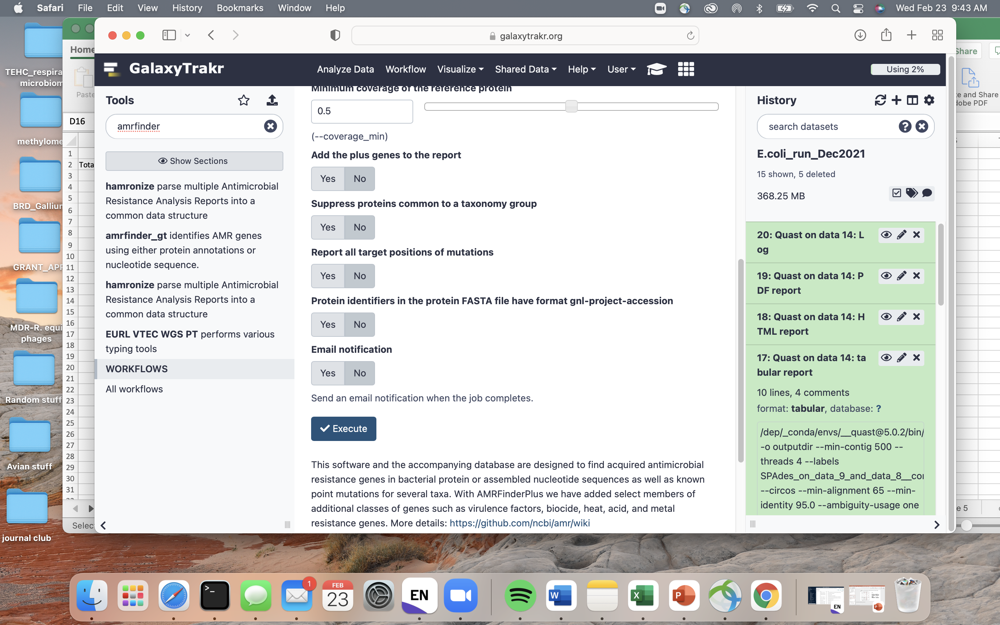 Safari File Edit View History Bookmarks Window Help
Wed Feb 23 9:43 AM
TEHC_respira
microbiom
methylome
BRD_Galliur
GRANT_APP
MDR-R. equi
phages
Random stuff
Avian stuff
journal club
Home
Paste
D16
1
2 Tota
3
4
5
6
7
8
9
10
11
12
13
14
15
16
17
18
19
20
21
22
23
24
25
26
27
28
29
30
31
Selec
galaxytrakr.org
GalaxyTrakr
Analyze Data Workflow Visualize Shared Data Help User
Using 2%
Tools
amrfinder
Show Sections
hamronize parse multiple Antimicrobial
Resistance Analysis Reports into a
common data structure
amrfinder_gt identifies AMR genes
using either protein annotations or
nucleotide sequence.
hamronize parse multiple Antimicrobial
Resistance Analysis Reports into a
common data structure
EURL VTEC WGS PT performs various
typing tools
WORKFLOWS
All workflows
Minimum coverage of the reference protein
0.5
(--coverage_min)
Add the plus genes to the report
Yes No
Suppress proteins common to a taxonomy group
Yes No
Report all target positions of mutations
Yes No
Protein identifiers in the protein FASTA file have format gnl-project-accession
Yes No
Email notification
Yes No
Send an email notification when the job completes.
Execute
This software and the accompanying database are designed to find acquired antimicrobial
resistance genes in bacterial protein or assembled nucleotide sequences as well as known
point mutations for several taxa. With AMRFinderPlus we have added select members of
additional classes of genes such as virulence factors, biocide, heat, acid, and metal
resistance genes. More details: https://github.com/ncbi/amr/wiki
History
search datasets
E.coli_run_Dec2021
15 shown, 5 deleted
368.25 MB
20: Quast on data 14: L
og
19: Quast on data 14: P
DF report
18: Quast on data 14: H
TML report
17: Quast on data 14: ta
bular report
10 lines, 4 comments
format: tabular, database: ?
/dep/_conda/envs/__quast@5.0.2/bin/
-o outputdir --min-contig 500 --
threads 4 --labels
SPAdes_on_data_9_and_data_8__cor
--circos --min-alignment 65 --min-
identity 95.0 --ambiguity-usage one
Share
te and Share
dobe PDF
e 5
1
FEB
23
EN
W
X
P
EN
P